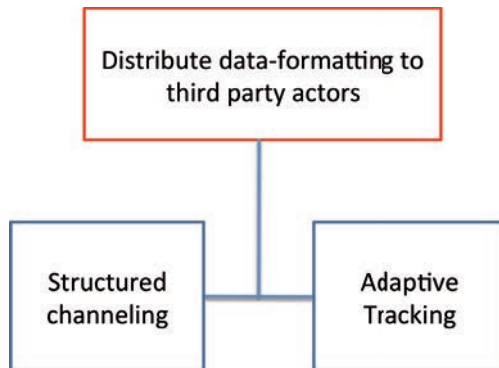 Distribute data-formatting to
third party actors
Structured
channeling
Adaptive
Tracking